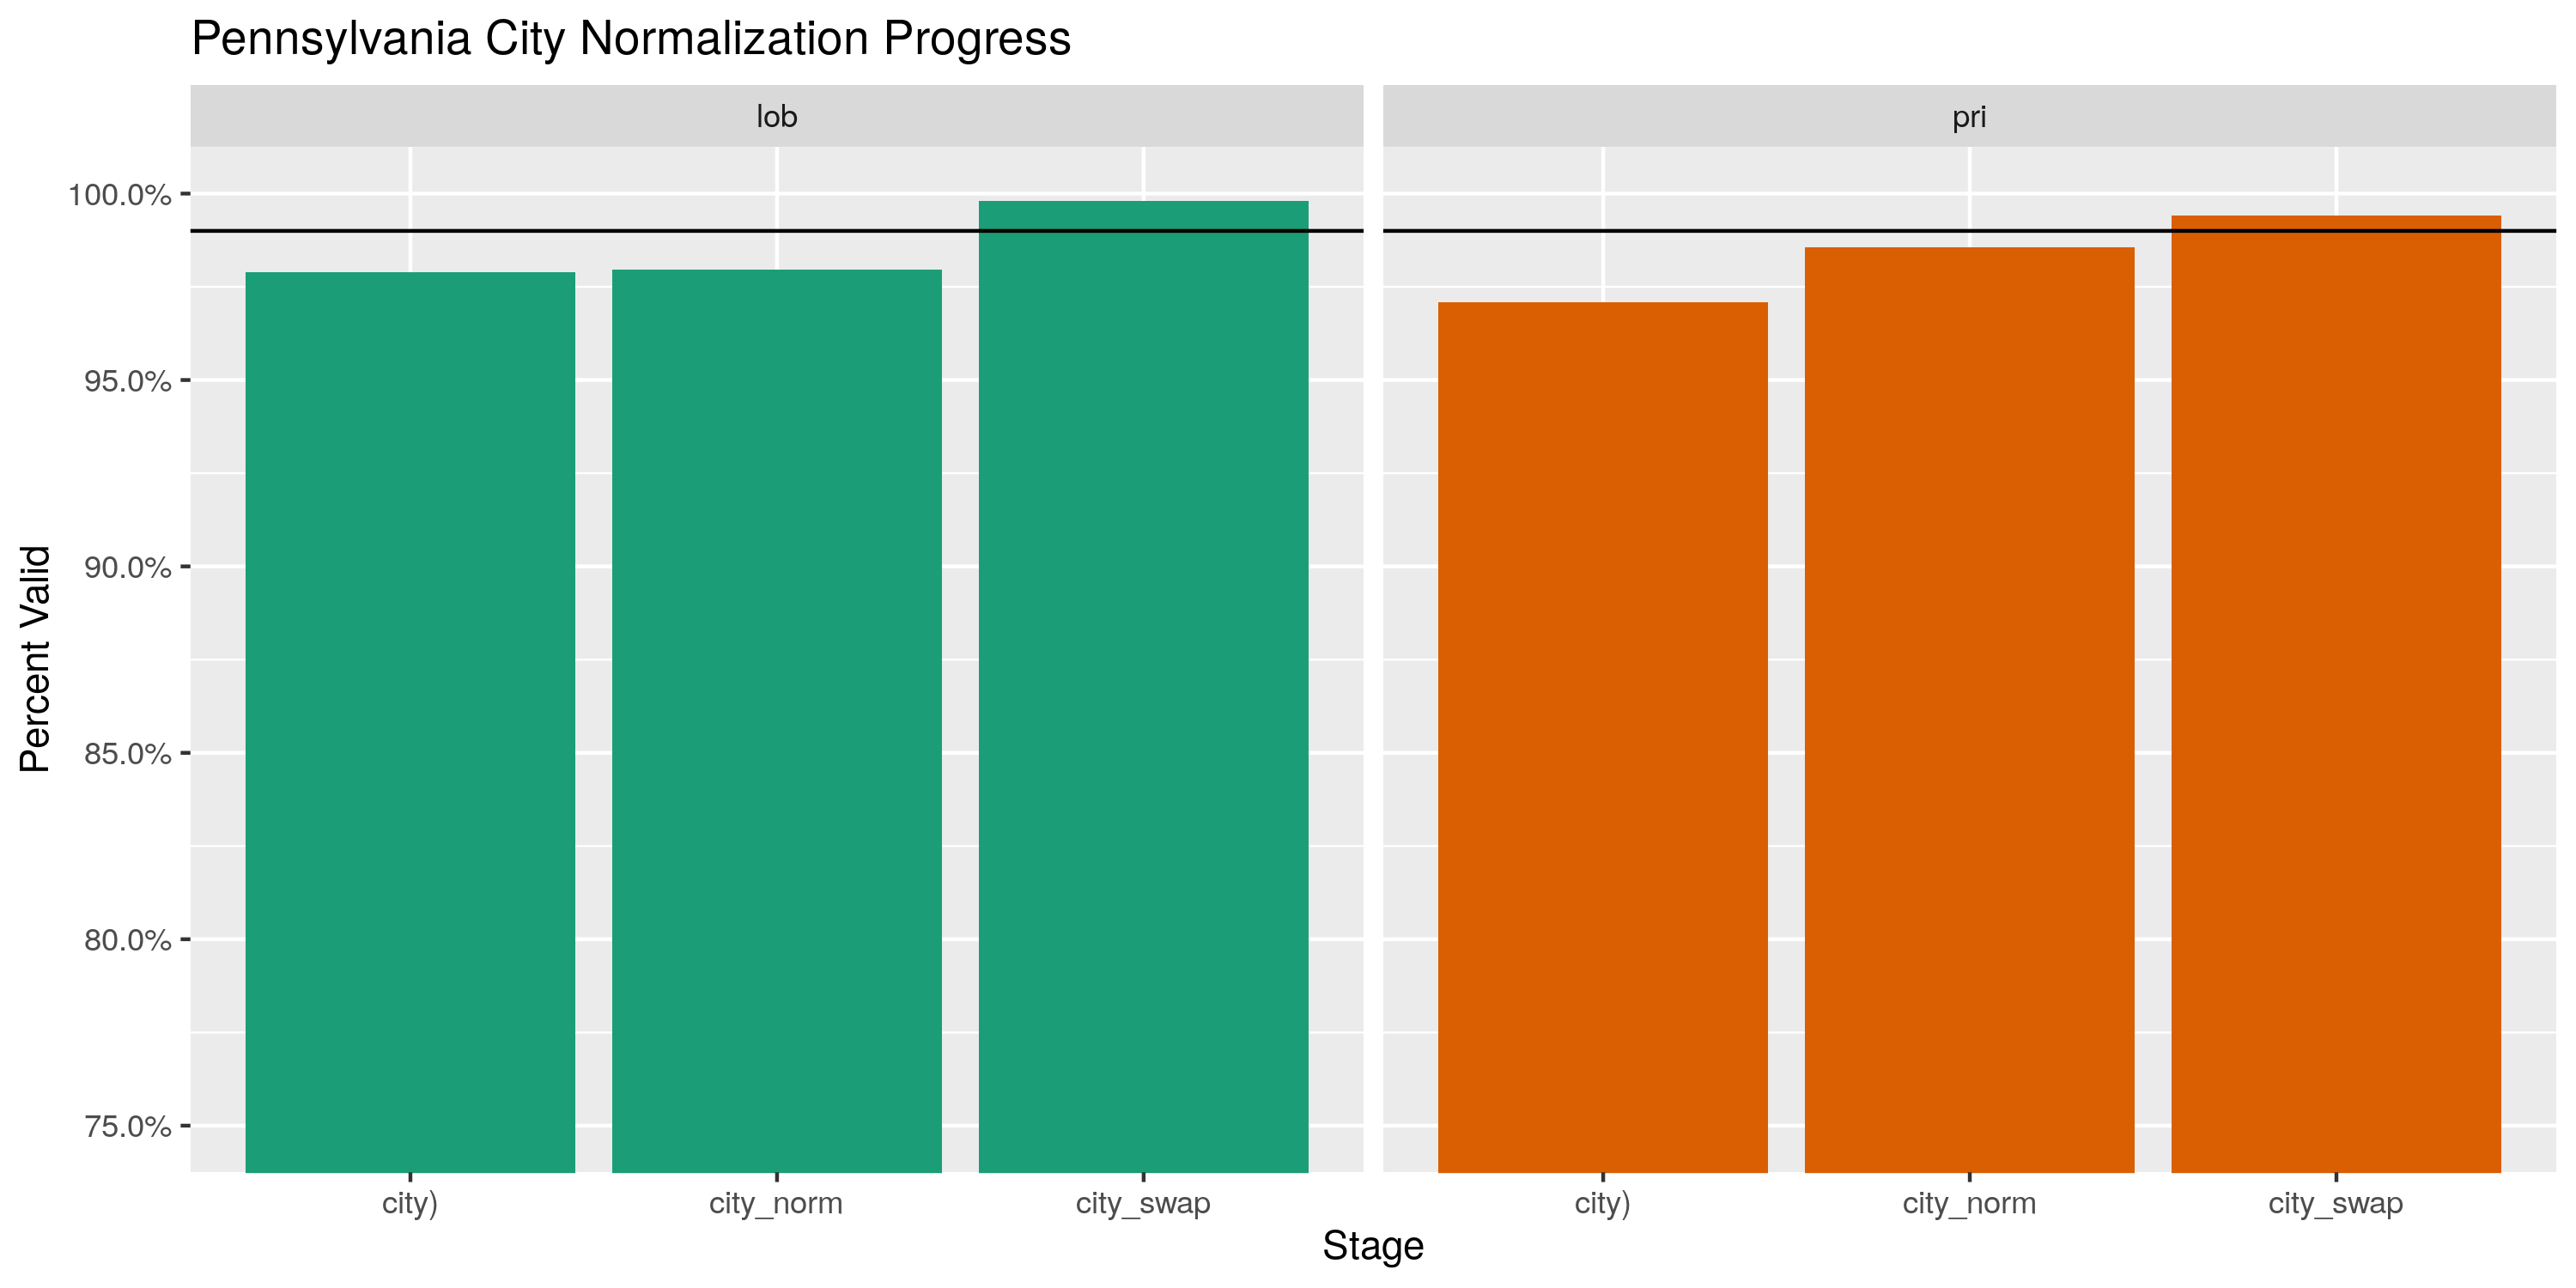 Pennsylvania City Normalization Progress
lob
pri
100.0%
95.0%
90.0%
85.0%
80.0%
75.0%
Percent Valid
city)
city_norm
city_swap
city)
city_norm
city_swap
Stage